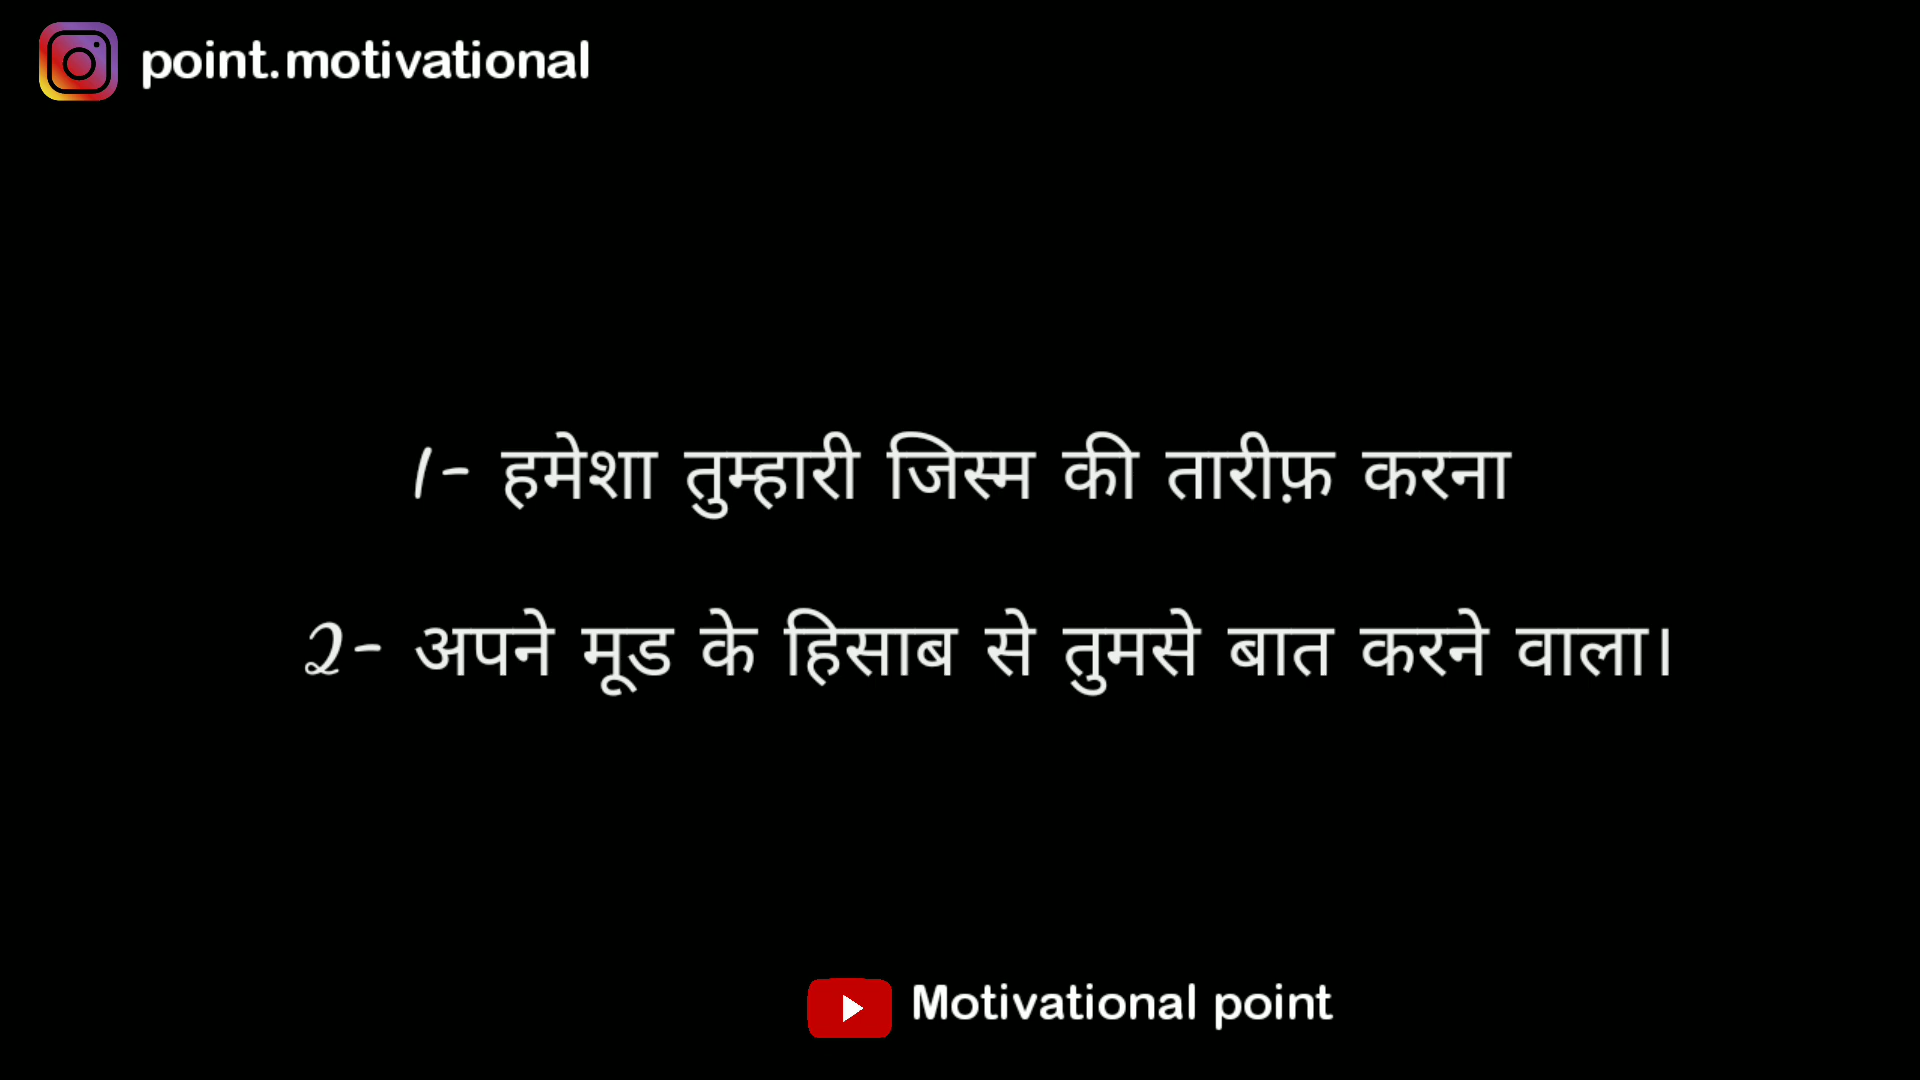 point.motivational
1- हमेशा तुम्हारी जिस्म की तारीफ़ करना
2- अपने मूड के हिसाब से तुमसे बात करने वाला।
Motivational point